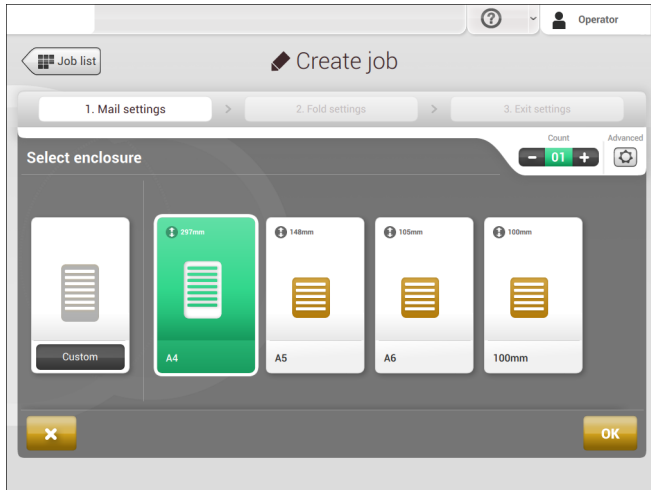 Operator
Job list
Create job
1. Mail settings > 2. Fold settings > 3. Exit settings
Count Advanced
Select enclosure
- 01 +
297mm 148mm 105mm 100mm
Custom A4 A5 A6 100mm
OK